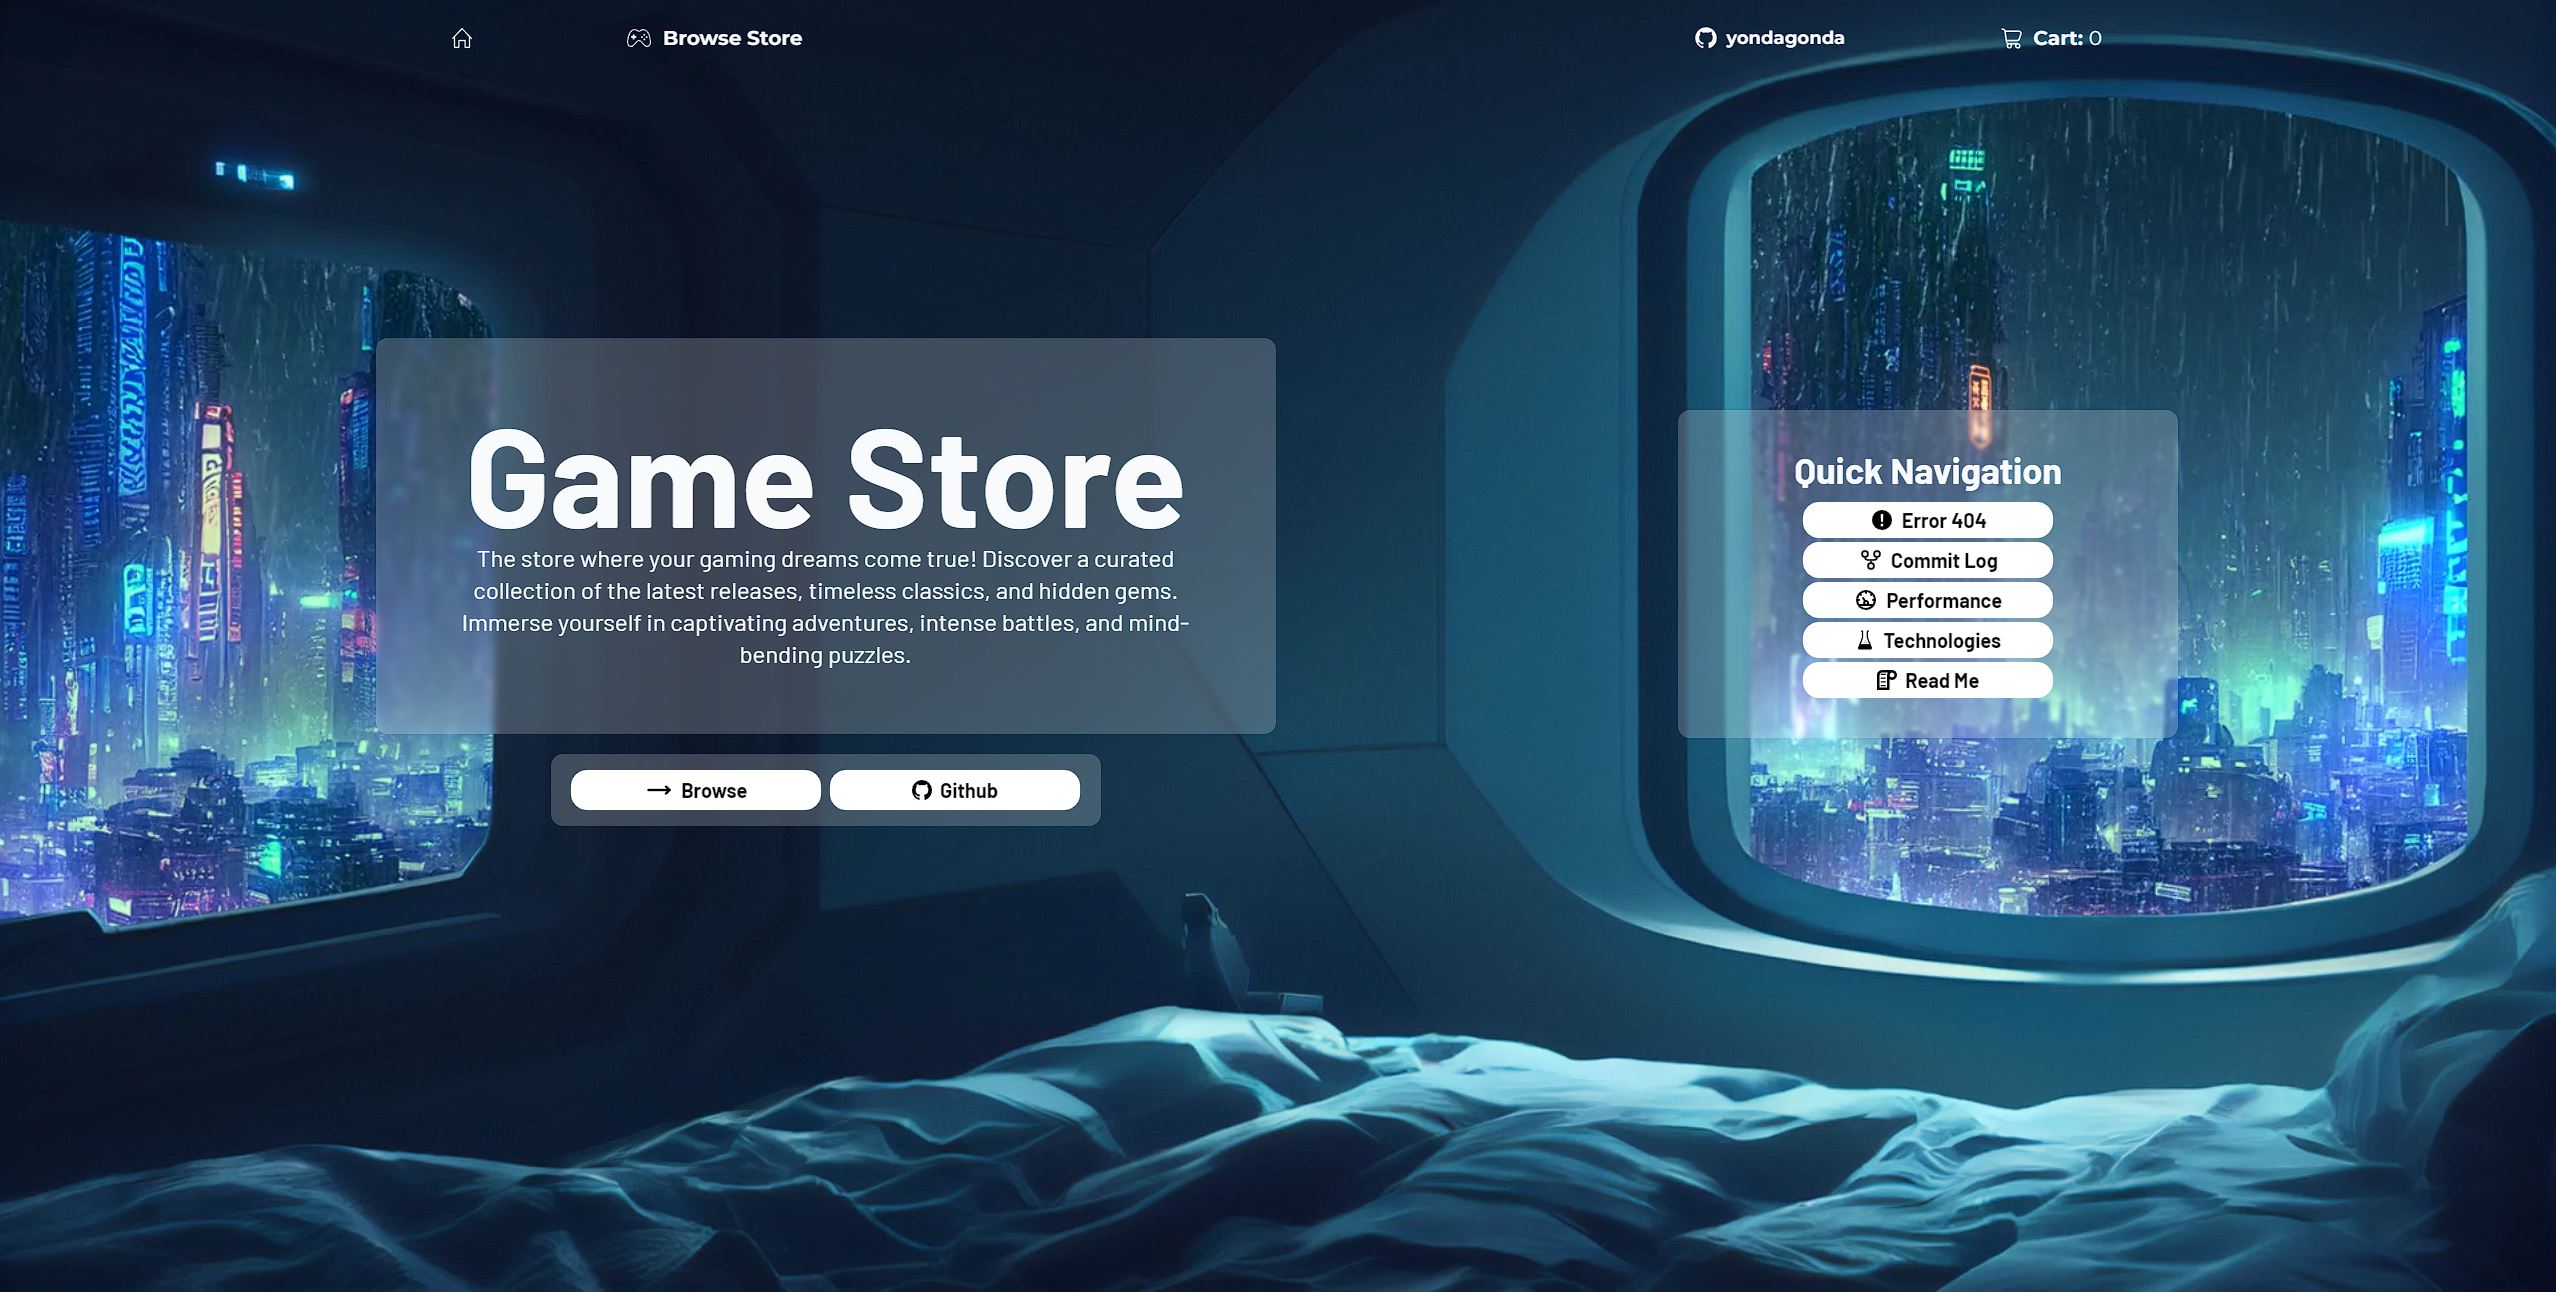 Browse Store
yondagonda
Cart: 0
Game Store
The store where your gaming dreams come true! Discover a curated
collection of the latest releases, timeless classics, and hidden gems.
Immerse yourself in captivating adventures, intense battles, and mind-
bending puzzles.
Browse
Github
Quick Navigation
Error 404
Commit Log
Performance
Technologies
Read Me